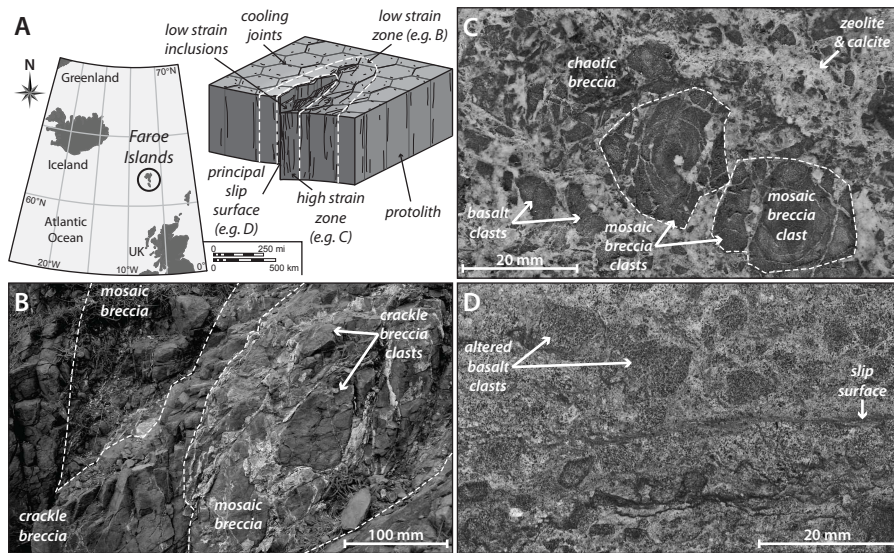 A
N
Greenland
70°N
Iceland
Faroe
Islands
60°N
Atlantic
Ocean
UK
20°W
10°W
0°
0 250 mi
0 500 km
low strain
inclusions
cooling
joints
low strain
zone (e.g. B)
principal
slip
surface
(e.g. D)
high strain
zone
(e.g. C)
protolith
B
mosaic
breccia
crackle
breccia
clasts
crackle
breccia
mosaic
breccia
100 mm
C
zeolite
& calcite
chaotic
breccia
basalt
clasts
mosaic
breccia
clasts
mosaic
breccia
clast
20 mm
D
altered
basalt
clasts
slip
surface
20 mm